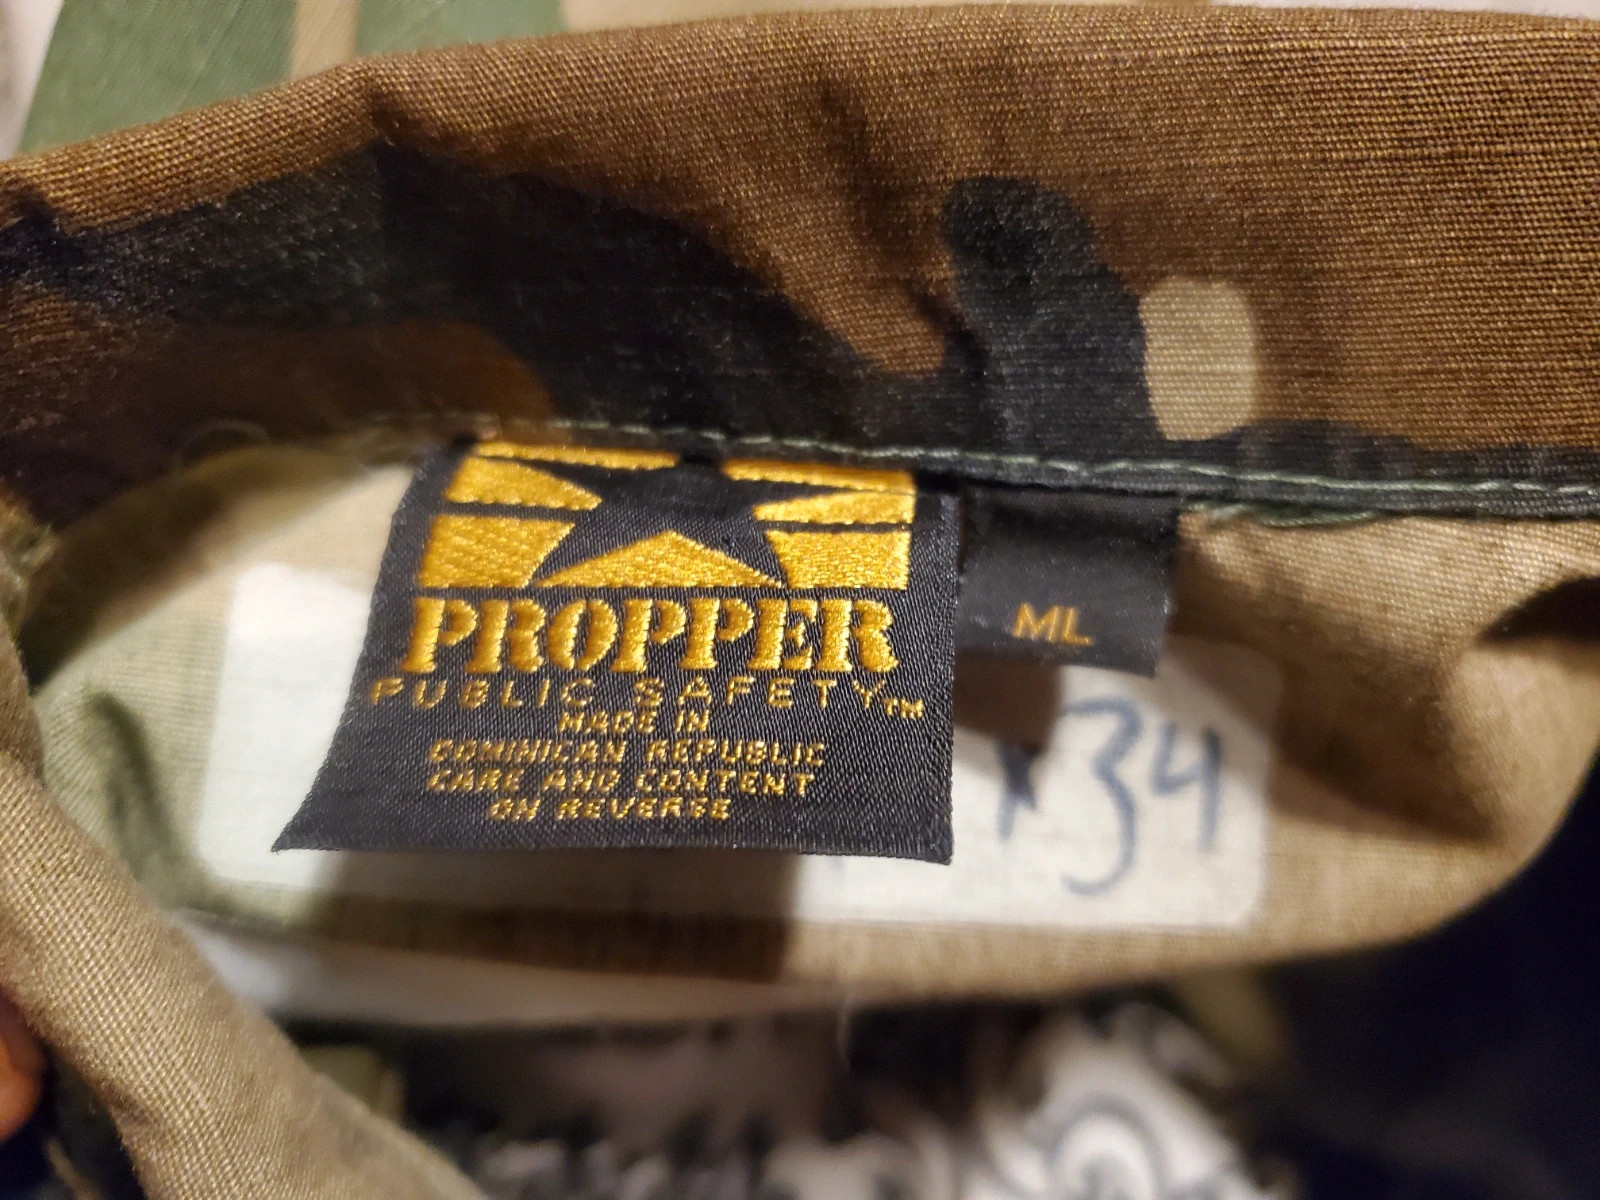 PROPPER
PUBLIC SAFETY™
MADE IN
DOMINICAN REPUBLIC
CARE AND CONTENT
ON REVERSE
ML
34